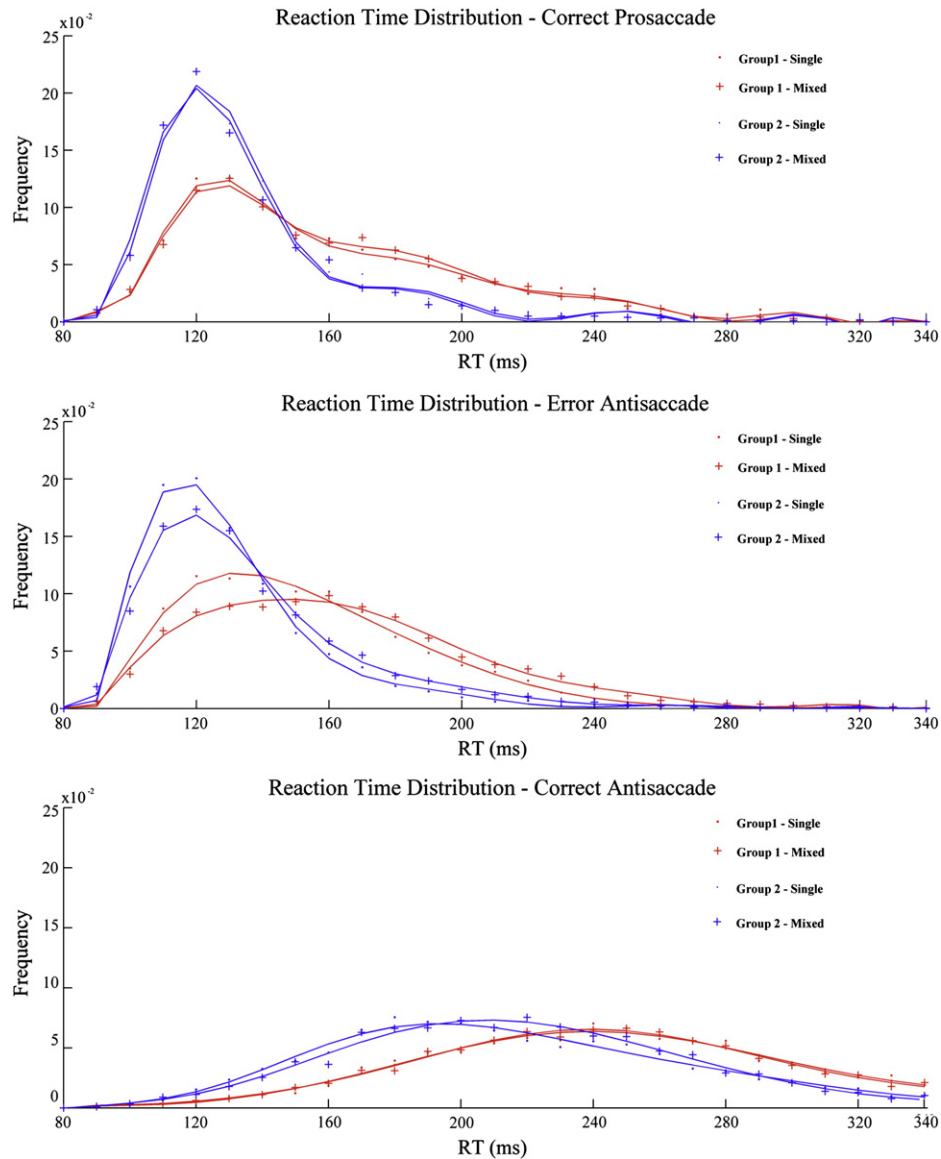 Reaction Time Distribution - Correct Prosaccade
x10-2
25
20
15
10
5
0
Frequency
Group1 - Single
Group 1 - Mixed
Group 2 - Single
Group 2 - Mixed
80 120 160 200 240 280 320 340
RT (ms)
Reaction Time Distribution - Error Antisaccade
x10-2
25
20
15
10
5
0
Frequency
Group1 - Single
Group 1 - Mixed
Group 2 - Single
Group 2 - Mixed
80 120 160 200 240 280 320 340
RT (ms)
Reaction Time Distribution - Correct Antisaccade
x10-2
25
20
15
10
5
0
Frequency
Group1 - Single
Group 1 - Mixed
Group 2 - Single
Group 2 - Mixed
80 120 160 200 240 280 320 340
RT (ms)